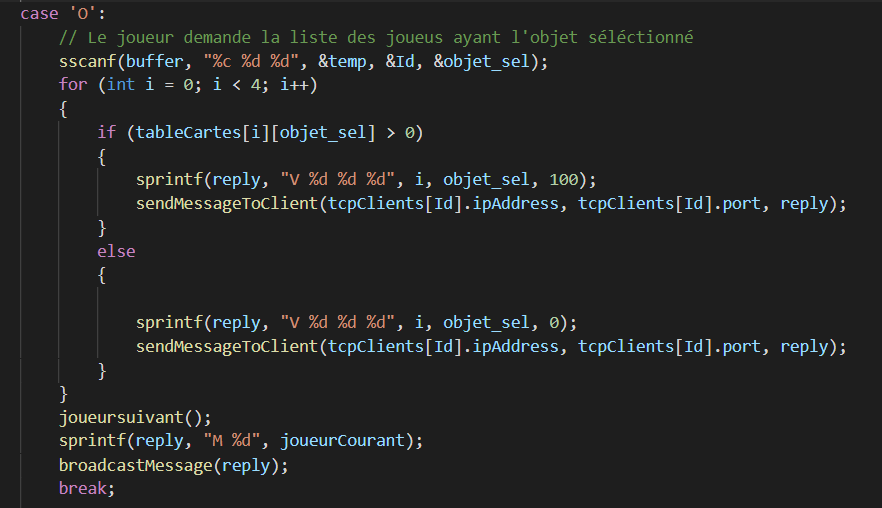 case 'O':
// Le joueur demande la liste des joueus ayant l'objet séléctionné
sscanf(buffer, "%c %d %d", &temp, &Id, &objet_sel);
for (int i = 0; i < 4; i++)
{
if (tableCartes[i][objet_sel] > 0)
{
sprintf(reply, "V %d %d %d", i, objet_sel, 100);
sendMessageToClient(tcpClients[Id].ipAddress, tcpClients[Id].port, reply);
}
else
{
sprintf(reply, "V %d %d %d", i, objet_sel, 0);
sendMessageToClient(tcpClients[Id].ipAddress, tcpClients[Id].port, reply);
}
}
joueursuivant();
sprintf(reply, "M %d", joueurCourant);
broadcastMessage(reply);
break;